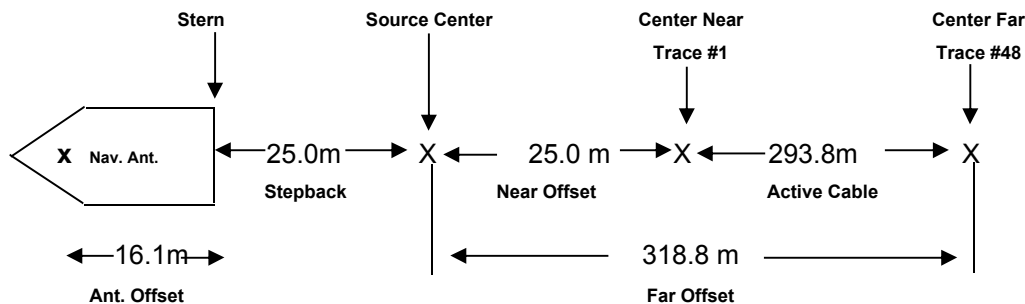 Stern
Source Center
Center Near
Trace #1
Center Far
Trace #48
X Nav. Ant.
25.0m
X
25.0 m
X
293.8m
X
Stepback
Near Offset
Active Cable
16.1m
318.8 m
Ant. Offset
Far Offset